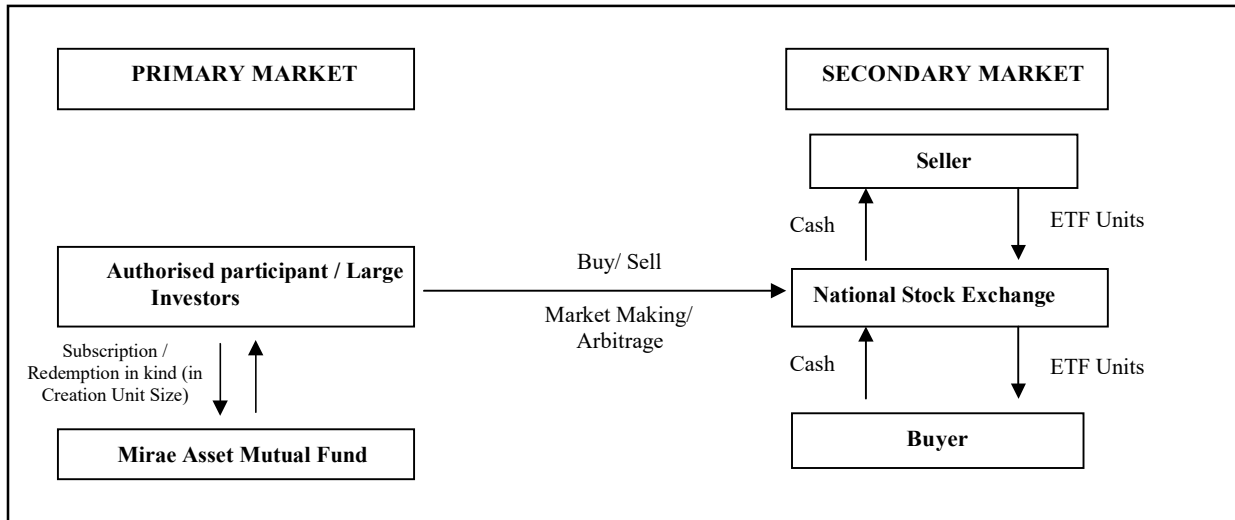 PRIMARY MARKET
SECONDARY MARKET
Seller
Cash
ETF Units
Authorised participant / Large
Investors
Buy/ Sell
Market Making/
Arbitrage
National Stock Exchange
Subscription /
Redemption in kind (in
Creation Unit Size)
Cash
ETF Units
Mirae Asset Mutual Fund
Buyer